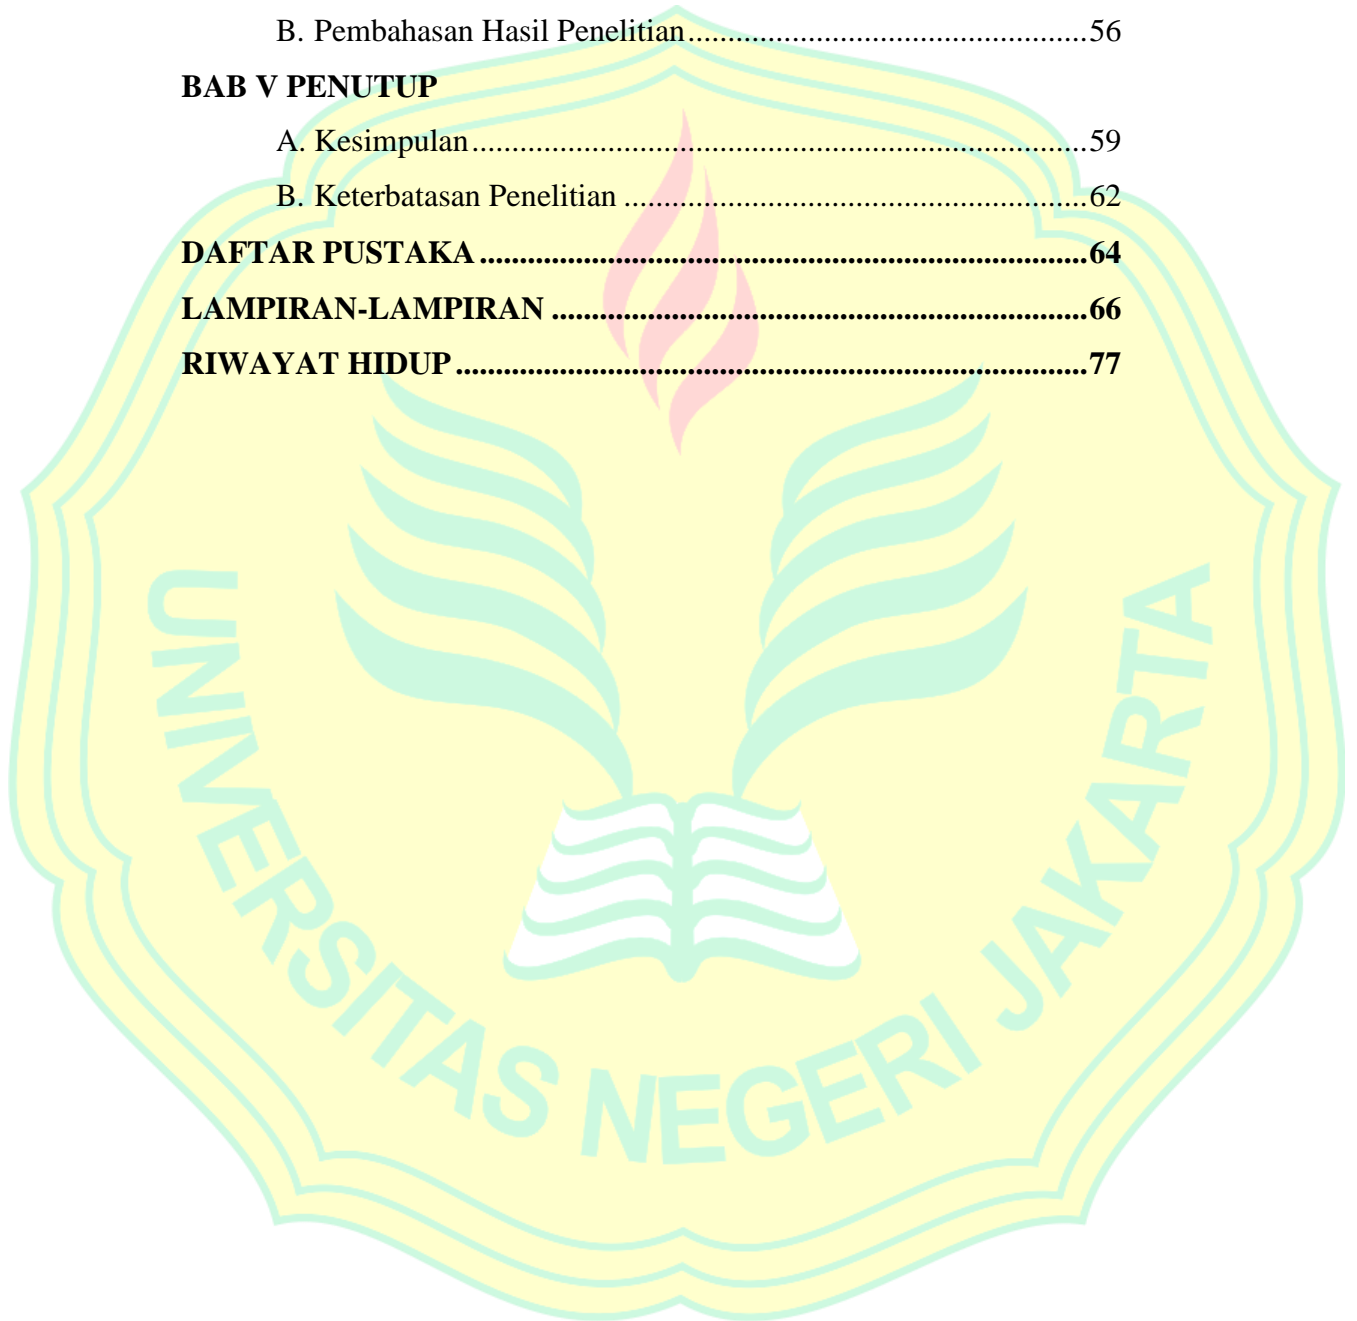 B. Pembahasan Hasil Penelitian..................................................56
BAB V PENUTUP
A. Kesimpulan.............................................................................59
B. Keterbatasan Penelitian ..........................................................62
DAFTAR PUSTAKA............................................................................64
LAMPIRAN-LAMPIRAN ...................................................................66
RIWAYAT HIDUP...............................................................................77
UNIVERSITAS NEGERI JAKARTA